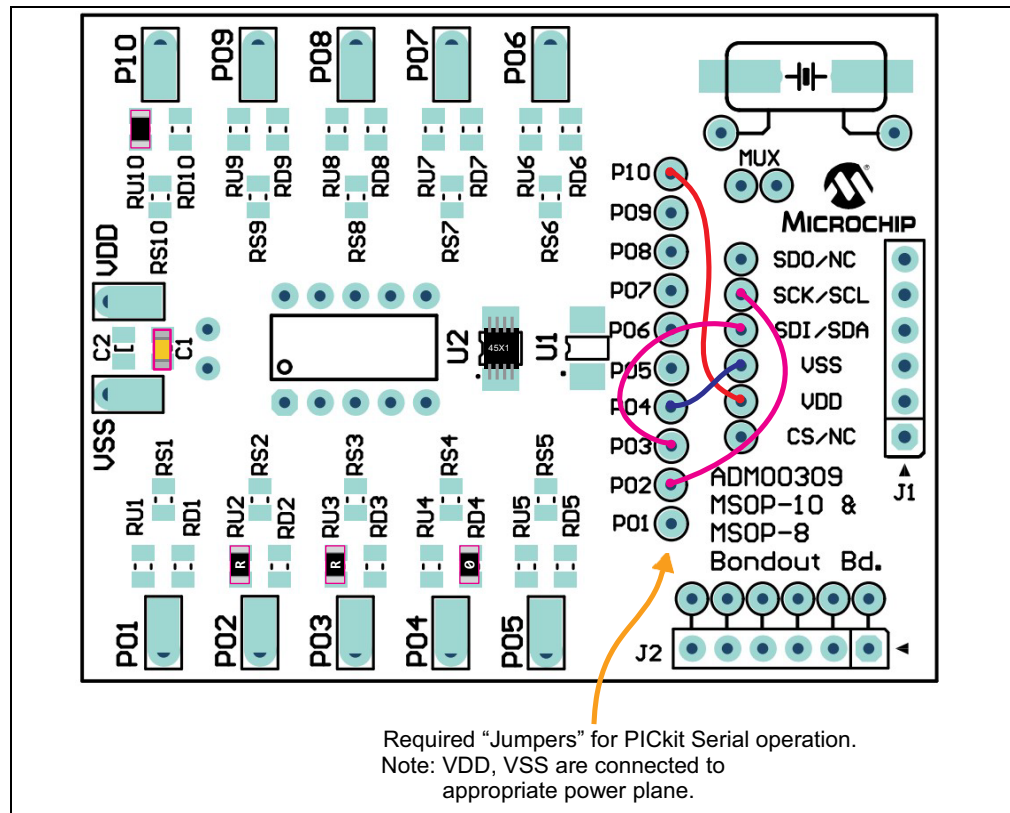 P10 P09 P08 P07 P06
RU10 RD10 RU9 RD9 RU8 RD8 RU7 RD7 RU6 RD6
RS10 RS9 RS8 RS7 RS6
MUX
MICROCHIP®
VDD
C2 C1
VSS
U2 45X1 U1
P10
P09
P08
P07
P06
P05
P04
P03
P02
P01
SDO/NC
SCK/SCL
SDI/SDA
VSS
VDD
CS/NC
J1
ADM00309
MSOP-10 &
MSOP-8
Bondout Bd.
J2
RS1 RS2 RS3 RS4 RS5
RU1 RD1 RU2 RD2 RU3 RD3 RU4 RD4 RU5 RD5
R R 0
P01 P02 P03 P04 P05
Required “Jumpers” for PICkit Serial operation.
Note: VDD, VSS are connected to
appropriate power plane.